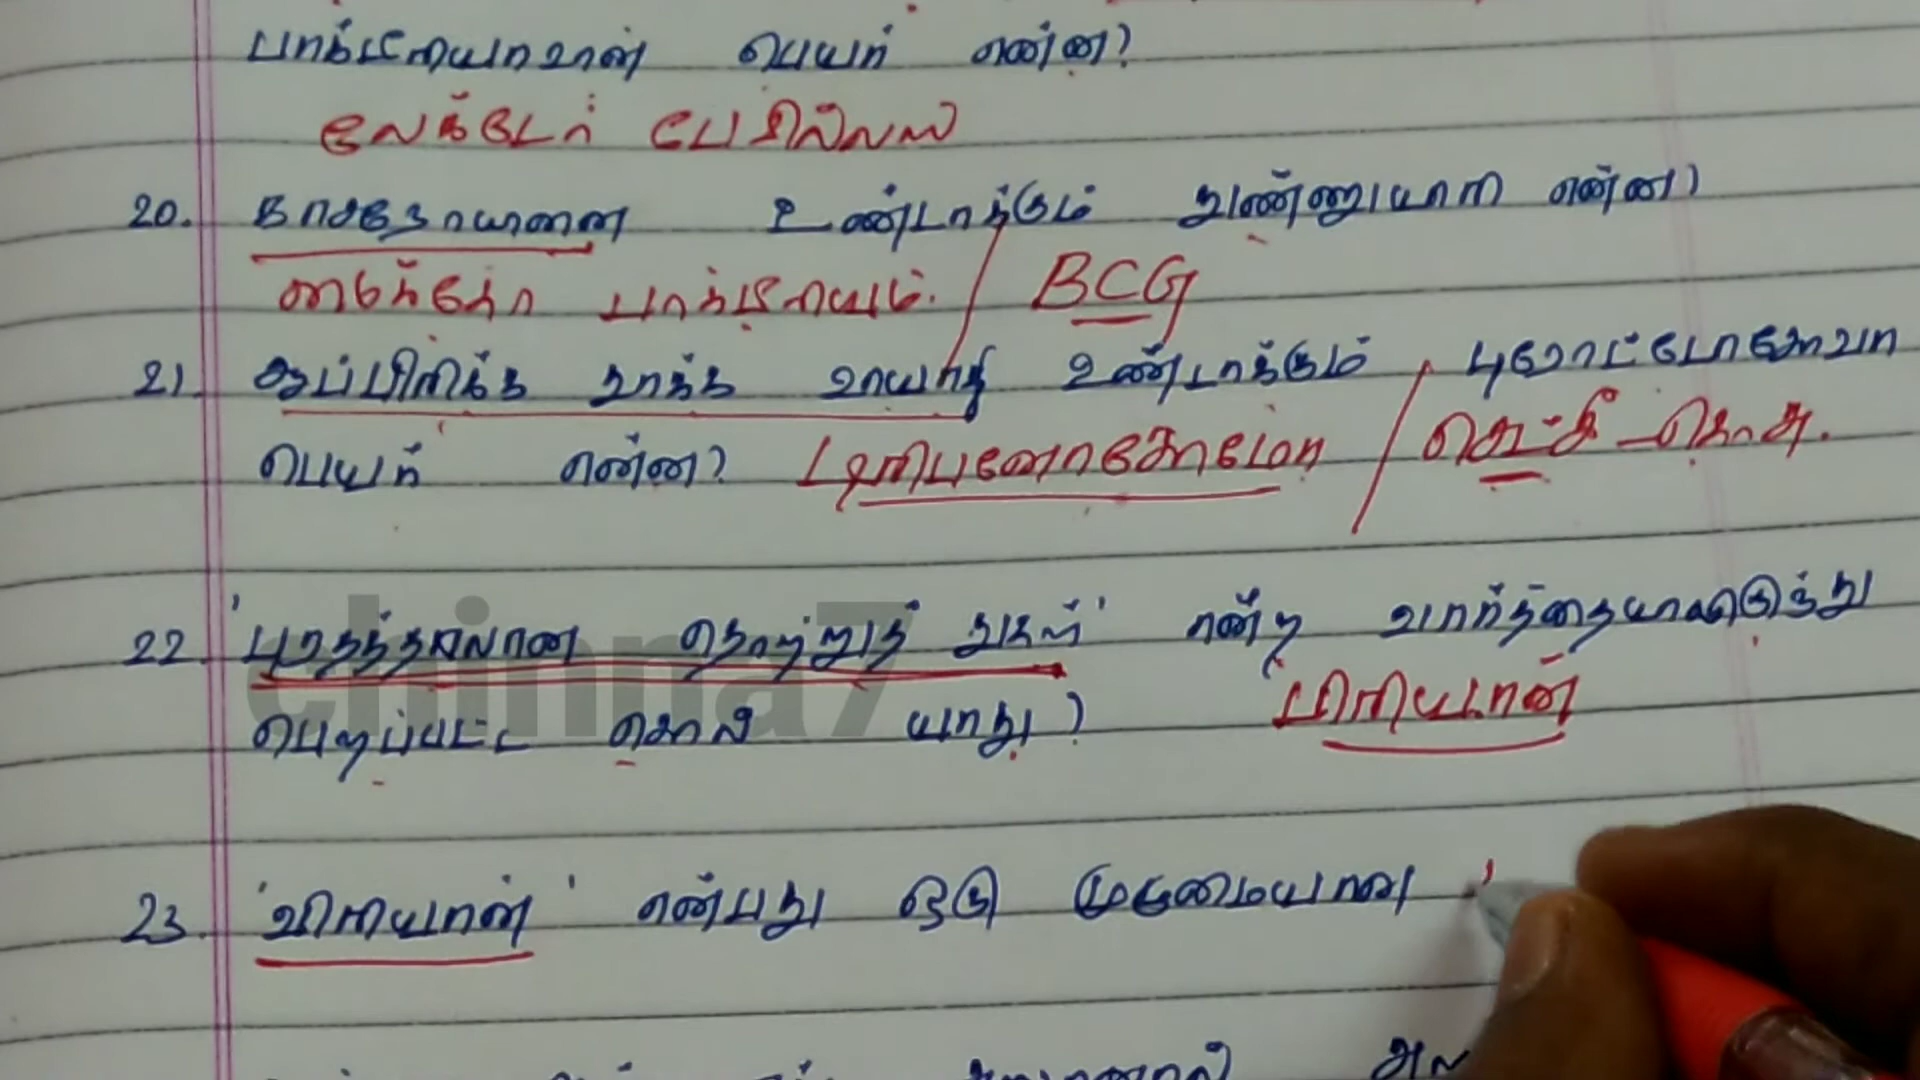 பாக்டீரியாவின் பெயர் என்ன?
லேக்டோ பேசில்லஸ்
20. காசநோயினை உண்டாக்கும் நுண்ணுயிரி என்ன?
மைக்கோ பாக்டீரியம். / BCG
21. ஆப்பிரிக்க தூக்க வியாதி உண்டாக்கும் புரோட்டோசோவா
பெயர் என்ன? டிரிபனோசோமோ / செட்சீ - கொசு.
22. 'புரதத்தாலான தொற்றுத் துகள்' என்ற வார்த்தையிலிருந்து
பெறப்பட்ட சொல் யாது? பிரியான்
chinna7
23. 'விரியான்' என்பது ஒரு முழுமையான